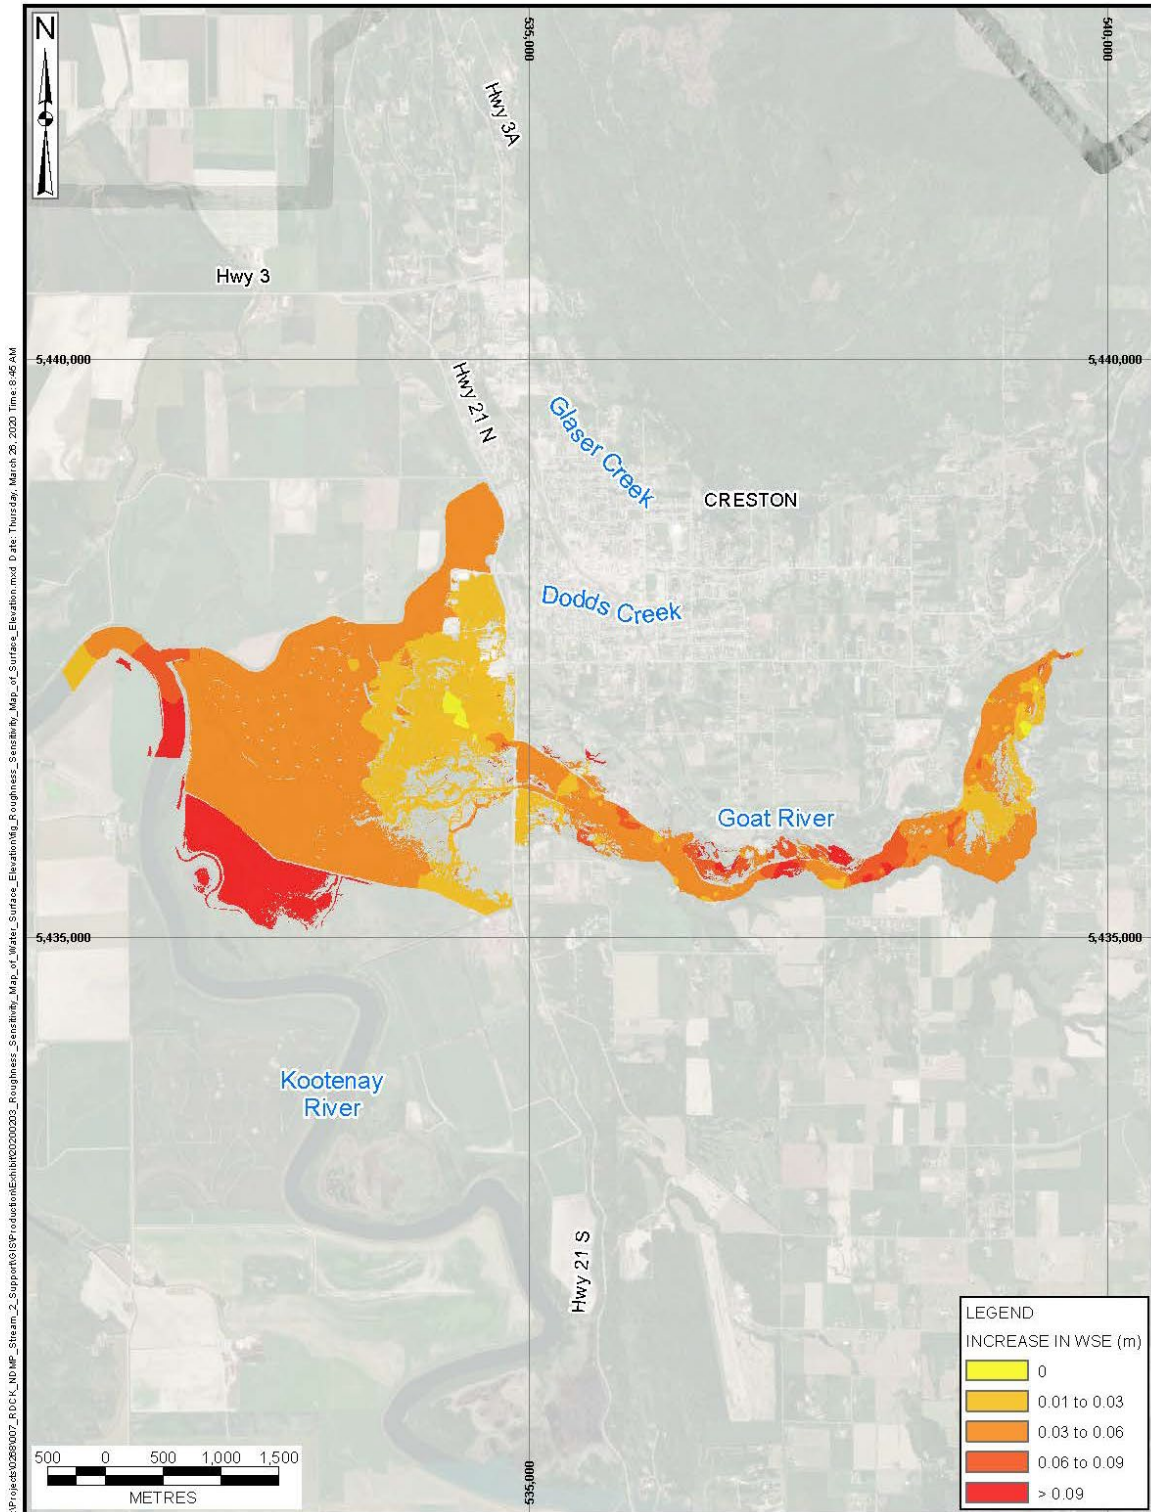 N
535,000
540,000
Hwy 3A
Hwy 3
5,440,000
5,440,000
Hwy 21 N
Glaser Creek
CRESTON
Dodds Creek
Goat River
5,435,000
5,435,000
Kootenay
River
Hwy 21 S
535,000
LEGEND
INCREASE IN WSE (m)
0
0.01 to 0.03
0.03 to 0.06
0.06 to 0.09
> 0.09
500 0 500 1,000 1,500
METRES